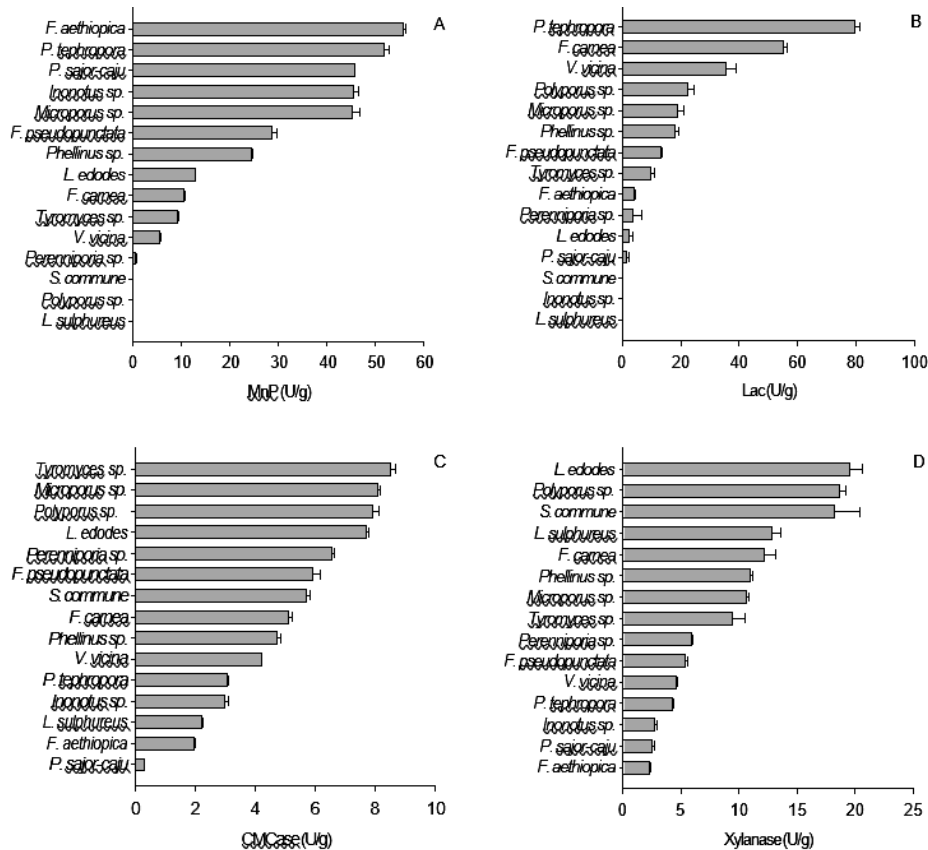 A
F. aethiopica
P. tephropora
P. sajor-caju
Inonotus sp.
Microporus sp.
F. pseudopunctata
Phellinus sp.
L. edodes
F. carnea
Tyromyces sp.
V. vicina
Perenniporia sp.
S. commune
Polyporus sp.
L. sulphureus
0 10 20 30 40 50 60
MnP (U/g)
B
P. tephropora
F. carnea
V. vicina
Polyporus sp.
Microporus sp.
Phellinus sp.
F. pseudopunctata
Tyromyces sp.
F. aethiopica
Perenniporia sp.
L. edodes
P. sajor-caju
S. commune
Inonotus sp.
L. sulphureus
0 20 40 60 80 100
Lac (U/g)
C
Tyromyces sp.
Microporus sp.
Polyporus sp.
L. edodes
Perenniporia sp.
F. pseudopunctata
S. commune
F. carnea
Phellinus sp.
V. vicina
P. tephropora
Inonotus sp.
L. sulphureus
F. aethiopica
P. sajor-caju
0 2 4 6 8 10
CMCase (U/g)
D
L. edodes
Polyporus sp.
S. commune
L. sulphureus
F. carnea
Phellinus sp.
Microporus sp.
Tyromyces sp.
Perenniporia sp.
F. pseudopunctata
V. vicina
P. tephropora
Inonotus sp.
P. sajor-caju
F. aethiopica
0 5 10 15 20 25
Xylanase (U/g)